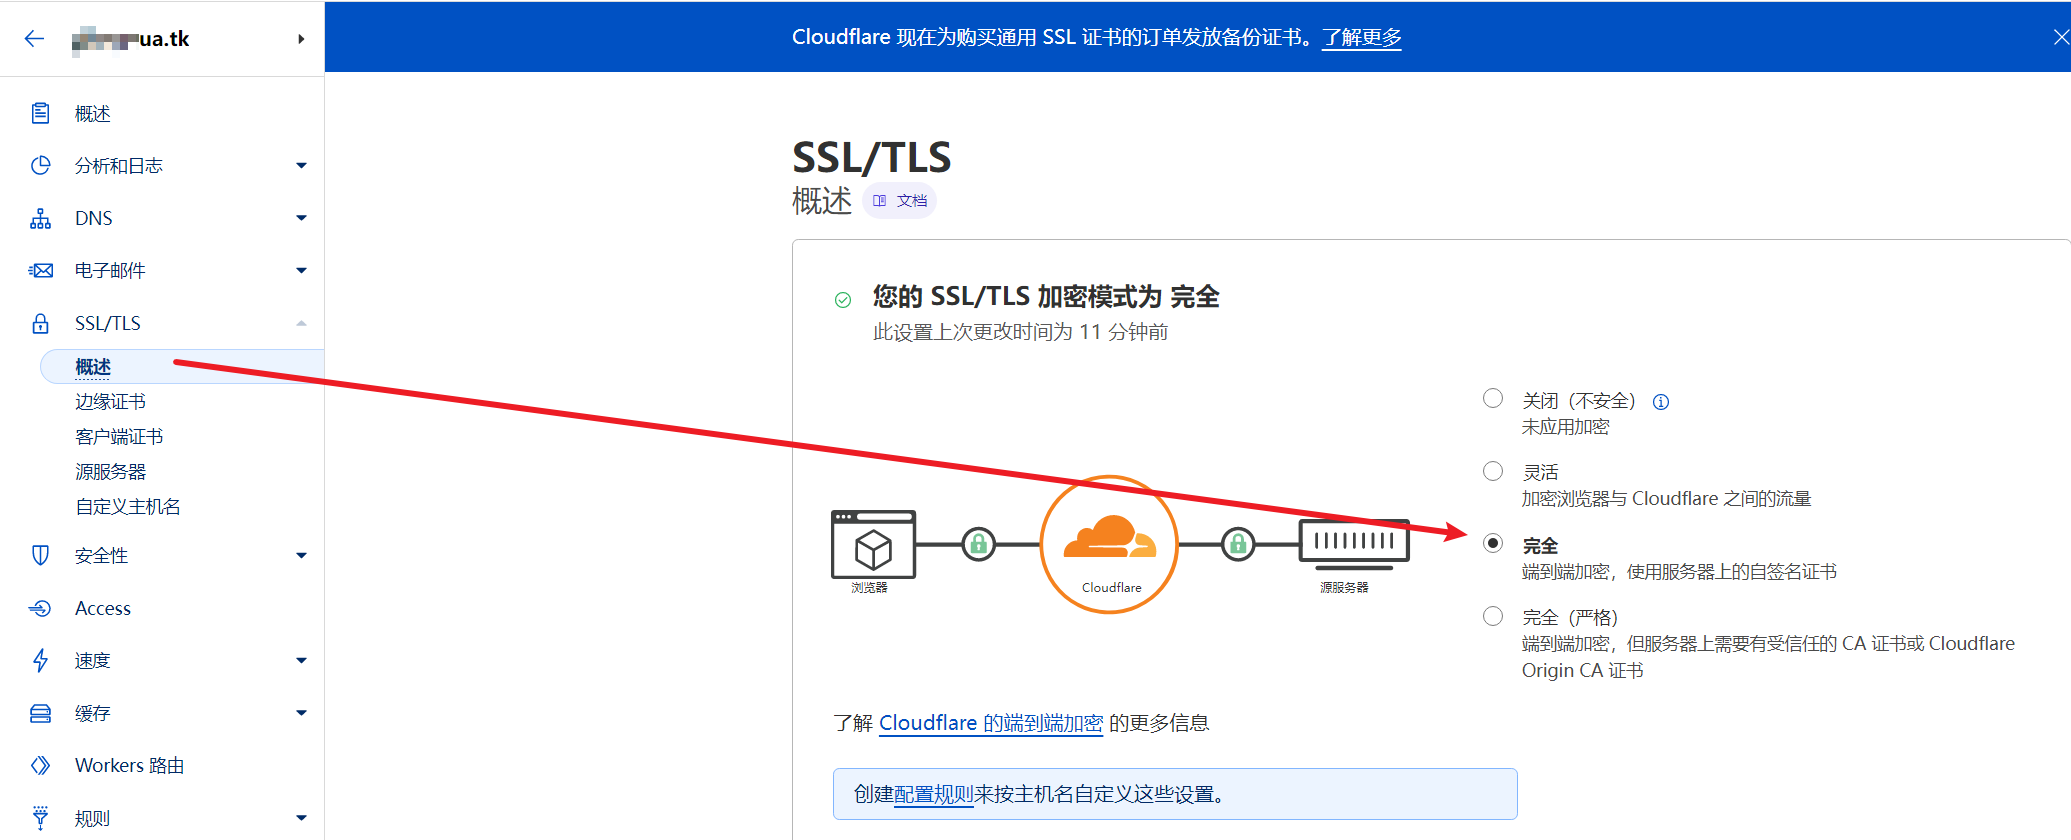 ua.tk
Cloudflare 现在为购买通用 SSL 证书的订单发放备份证书。了解更多
概述
分析和日志
DNS
电子邮件
SSL/TLS
概述
边缘证书
客户端证书
源服务器
自定义主机名
安全性
Access
速度
缓存
Workers 路由
规则
SSL/TLS
概述 文档
您的 SSL/TLS 加密模式为 完全
此设置上次更改时间为 11 分钟前
浏览器
Cloudflare
源服务器
关闭（不安全）
未应用加密
灵活
加密浏览器与 Cloudflare 之间的流量
完全
端到端加密，使用服务器上的自签名证书
完全（严格）
端到端加密，但服务器上需要有受信任的 CA 证书或 Cloudflare
Origin CA 证书
了解 Cloudflare 的端到端加密 的更多信息
创建配置规则来按主机名自定义这些设置。